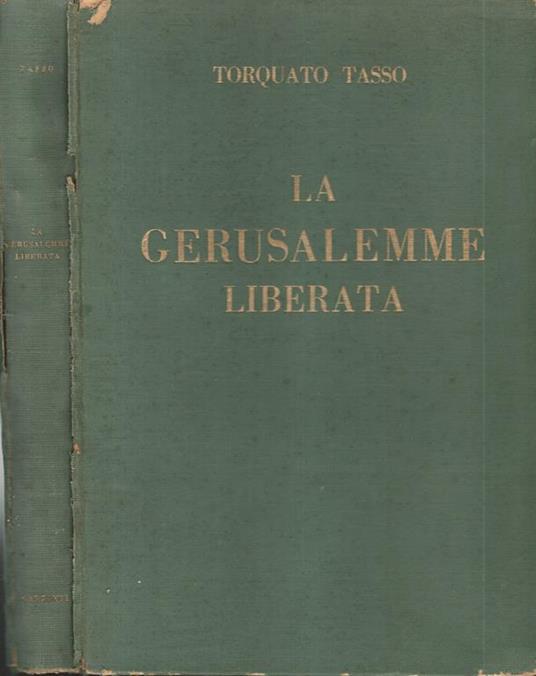 TASSO
LA
GERUSALEMME
LIBERATA
TORQUATO TASSO
LA
GERUSALEMME
LIBERATA